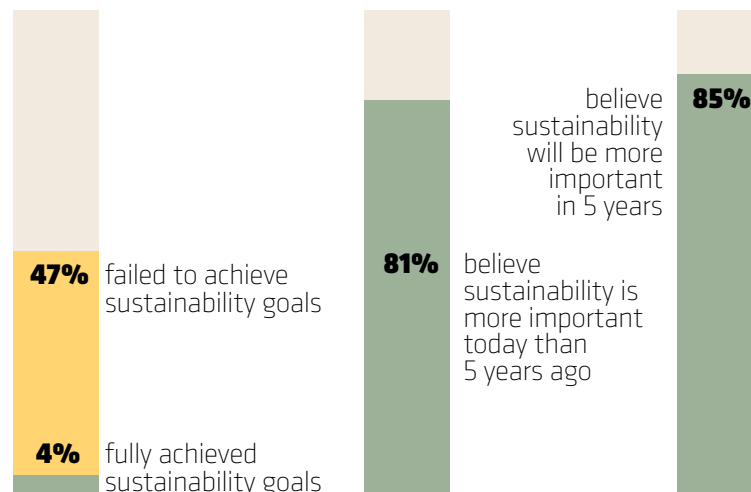 47% failed to achieve
sustainability goals
4% fully achieved
sustainability goals
81% believe
sustainability is
more important
today than
5 years ago
believe 85%
sustainability
will be more
important
in 5 years